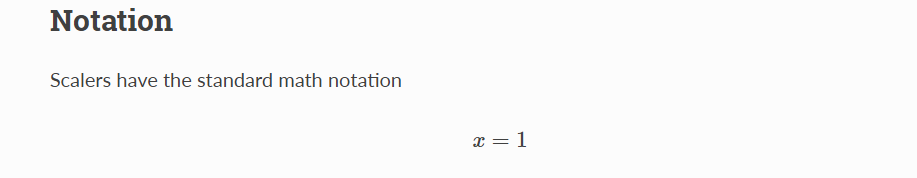 Notation
Scalers have the standard math notation
x = 1